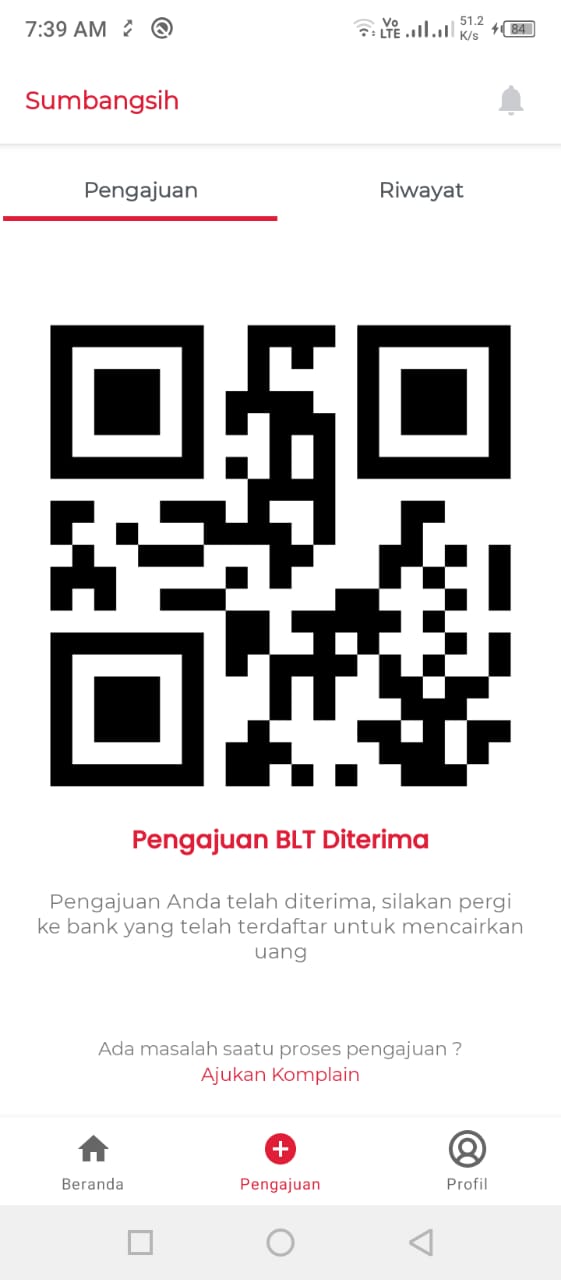 7:39 AM
Vo
LTE
51.2
K/s
84
Sumbangsih
Pengajuan
Riwayat
Pengajuan BLT Diterima
Pengajuan Anda telah diterima, silakan pergi
ke bank yang telah terdaftar untuk mencairkan
uang
Ada masalah saatu proses pengajuan ?
Ajukan Komplain
Beranda
Pengajuan
Profil